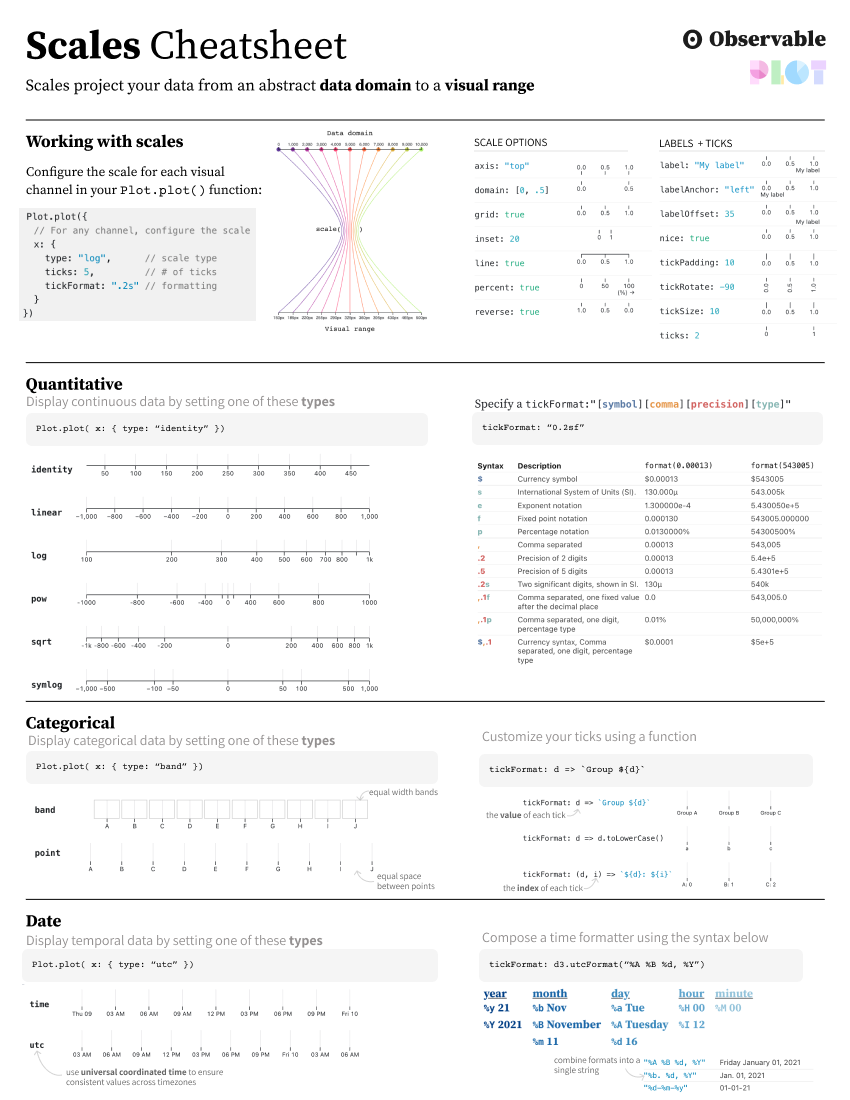 Scales Cheatsheet
Observable
PLOT
Scales project your data from an abstract data domain to a visual range
Working with scales
Configure the scale for each visual
channel in your Plot.plot() function:
Plot.plot({
// For any channel, configure the scale
x: {
type: "log", // scale type
ticks: 5, // # of ticks
tickFormat: ".2s" // formatting
}
})
Data domain
0 1,000 2,000 3,000 4,000 5,000 6,000 7,000 8,000 9,000 10,000
scale( )
Visual range
SCALE OPTIONS
axis: "top" 0.0 0.5 1.0
domain: [0, .5] 0.0 0.5
grid: true 0.0 0.5 1.0
inset: 20 0 1
line: true 0.0 0.5 1.0
percent: true 0 50 100
(%) →
reverse: true 1.0 0.5 0.0
LABELS + TICKS
label: "My label" 0.0 0.5 1.0
My label
labelAnchor: "left" 0.0 0.5 1.0
My label
labelOffset: 35 0.0 0.5 1.0
My label
nice: true 0.0 0.5 1.0
tickPadding: 10 0.0 0.5 1.0
tickRotate: −90 0.0 0.5 1.0
tickSize: 10 0.0 0.5 1.0
ticks: 2 0 1
Quantitative
Display continuous data by setting one of these types
Plot.plot( x: { type: “identity” })
identity 50 100 150 200 250 300 350 400 450
linear −1,000 −800 −600 −400 −200 0 200 400 600 800 1,000
log 100 200 300 400 500 600 700 800 1k
pow -1000 -800 -600 -400 0 400 600 800 1000
sqrt -1k -800 -600 -400 -200 0 200 400 600 800 1k
symlog −1,000 −500 −100 −50 0 50 100 500 1,000
Specify a tickFormat:"[symbol][comma][precision][type]"
tickFormat: “0.2sf”
Syntax Description format(0.00013) format(543005)
$ Currency symbol $0.00013 $543005
s International System of Units (SI). 130.000µ 543.005k
e Exponent notation 1.300000e-4 5.430050e+5
f Fixed point notation 0.000130 543005.000000
p Percentage notation 0.0130000% 54300500%
, Comma separated 0.00013 543,005
.2 Precision of 2 digits 0.00013 5.4e+5
.5 Precision of 5 digits 0.00013 5.4301e+5
.2s Two significant digits, shown in SI. 130µ 540k
,.1f Comma separated, one fixed value 0.0 543,005.0
after the decimal place
,.1p Comma separated, one digit, 0.01% 50,000,000%
percentage type
$,.1 Currency syntax, Comma $0.0001 $5e+5
separated, one digit, percentage
type
Categorical
Display categorical data by setting one of these types
Plot.plot( x: { type: “band” })
equal width bands
band A B C D E F G H I J
point A B C D E F G H I J
equal space
between points
Customize your ticks using a function
tickFormat: d => `Group ${d}`
tickFormat: d => `Group ${d}` Group A Group B Group C
the value of each tick
tickFormat: d => d.toLowerCase() a b c
tickFormat: (d, i) => `${d}: ${i}` A: 0 B: 1 C: 2
the index of each tick
Date
Display temporal data by setting one of these types
Plot.plot( x: { type: “utc” })
time Thu 09 03 AM 06 AM 09 AM 12 PM 03 PM 06 PM 09 PM Fri 10
utc 03 AM 06 AM 09 AM 12 PM 03 PM 06 PM 09 PM Fri 10 03 AM 06 AM
use universal coordinated time to ensure
consistent values across timezones
Compose a time formatter using the syntax below
tickFormat: d3.utcFormat(“%A %B %d, %Y”)
year month day hour minute
%y 21 %b Nov %a Tue %H 00 %M 00
%Y 2021 %B November %A Tuesday %I 12
%m 11 %d 16
combine formats into a
single string
"%A %B %d, %Y" Friday January 01, 2021
"%b. %d, %Y" Jan. 01, 2021
"%d−%m−%y" 01-01-21